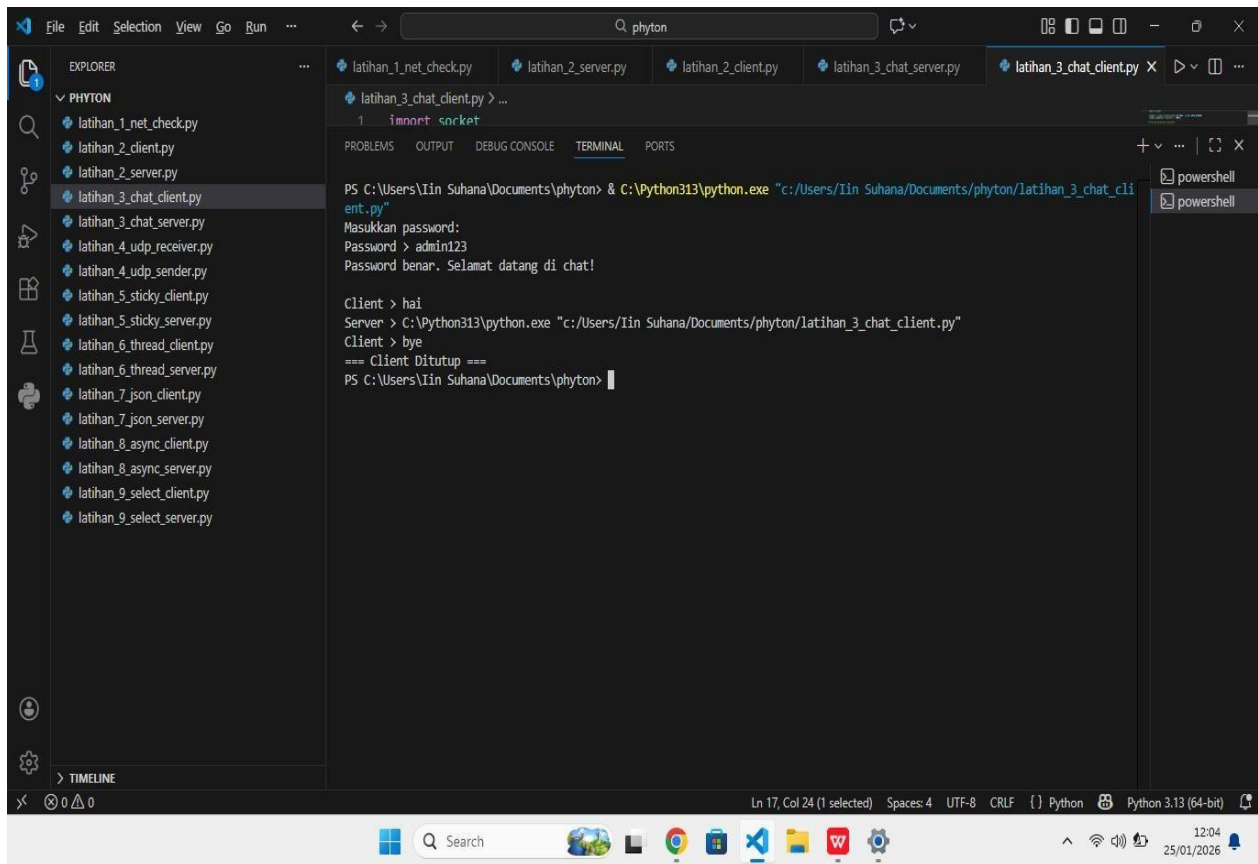 File Edit Selection View Go Run ···
phyton
EXPLORER ···
PHYTON
latihan_1_net_check.py
latihan_2_client.py
latihan_2_server.py
latihan_3_chat_client.py
latihan_3_chat_server.py
latihan_4_udp_receiver.py
latihan_4_udp_sender.py
latihan_5_sticky_client.py
latihan_5_sticky_server.py
latihan_6_thread_client.py
latihan_6_thread_server.py
latihan_7_json_client.py
latihan_7_json_server.py
latihan_8_async_client.py
latihan_8_async_server.py
latihan_9_select_client.py
latihan_9_select_server.py
TIMELINE
latihan_1_net_check.py latihan_2_server.py latihan_2_client.py latihan_3_chat_server.py latihan_3_chat_client.py
latihan_3_chat_client.py > ...
1 import socket
PROBLEMS OUTPUT DEBUG CONSOLE TERMINAL PORTS
PS C:\Users\Iin Suhana\Documents\phyton> & C:\Python313\python.exe "c:/Users/Iin Suhana/Documents/phyton/latihan_3_chat_cli
ent.py"
Masukkan password:
Password > admin123
Password benar. Selamat datang di chat!
Client > hai
Server > C:\Python313\python.exe "c:/Users/Iin Suhana/Documents/phyton/latihan_3_chat_client.py"
Client > bye
=== Client Ditutup ===
PS C:\Users\Iin Suhana\Documents\phyton>
powershell
powershell
0 0 Ln 17, Col 24 (1 selected) Spaces: 4 UTF-8 CRLF {} Python Python 3.13 (64-bit)
Search
12:04
25/01/2026